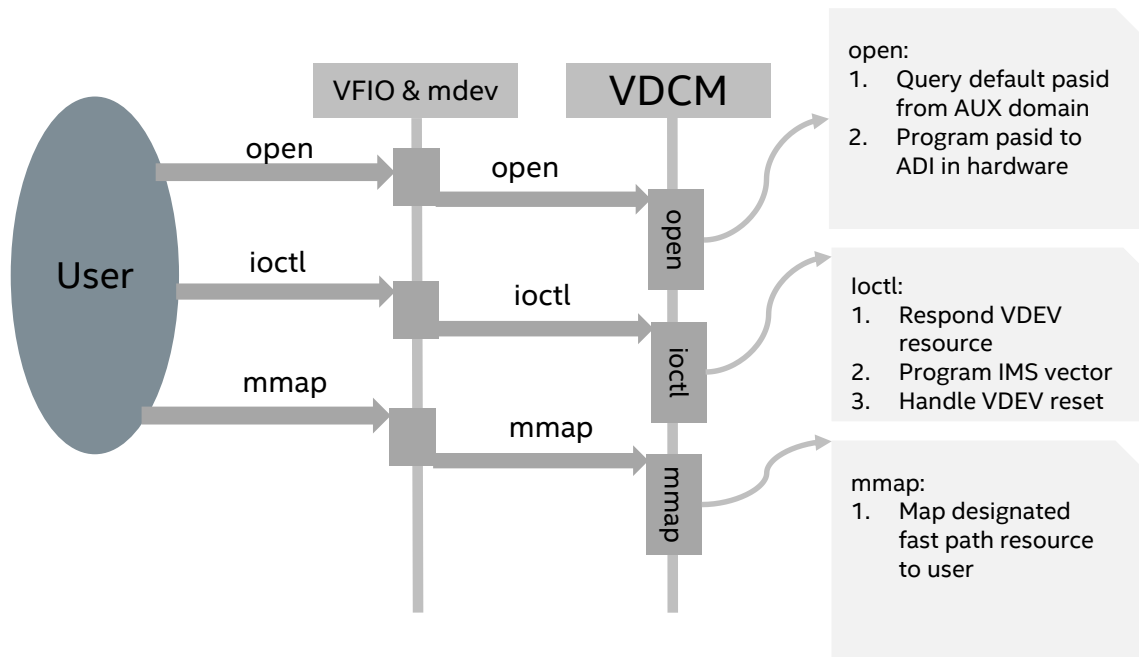 VFIO & mdev
VDCM
User
open
open
open
ioctl
ioctl
ioctl
mmap
mmap
mmap
open:
1. Query default pasid
from AUX domain
2. Program pasid to
ADI in hardware
Ioctl:
1. Respond VDEV
resource
2. Program IMS vector
3. Handle VDEV reset
mmap:
1. Map designated
fast path resource
to user